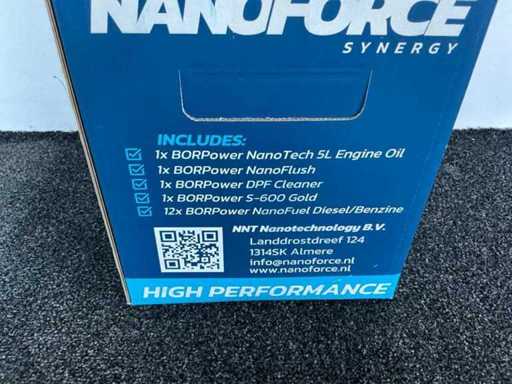 NANOFORCE
SYNERGY
INCLUDES:
1x BORPower NanoTech 5L Engine Oil
1x BORPower NanoFlush
1x BORPower DPF Cleaner
1x BORPower S-600 Gold
12x BORPower NanoFuel Diesel/Benzine
NNT Nanotechnology B.V.
Landdrostdreef 124
1314SK Almere
info@nanoforce.nl
www.nanoforce.nl
HIGH PERFORMANCE